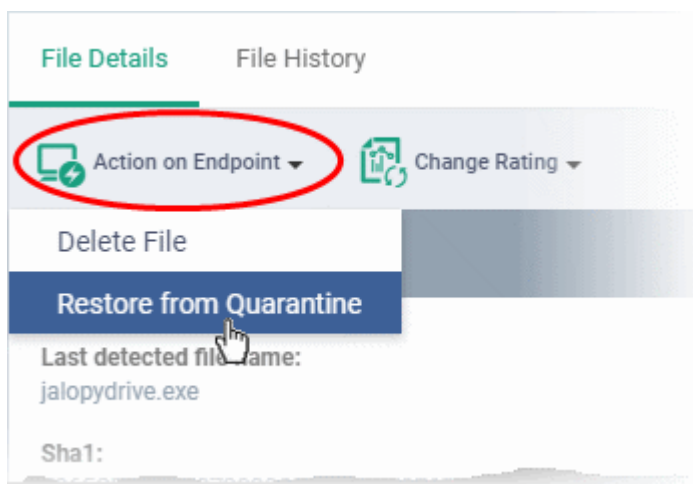 File Details File History
Action on Endpoint Change Rating
Delete File
Restore from Quarantine
Last detected file name:
jalopydrive.exe
Sha1: